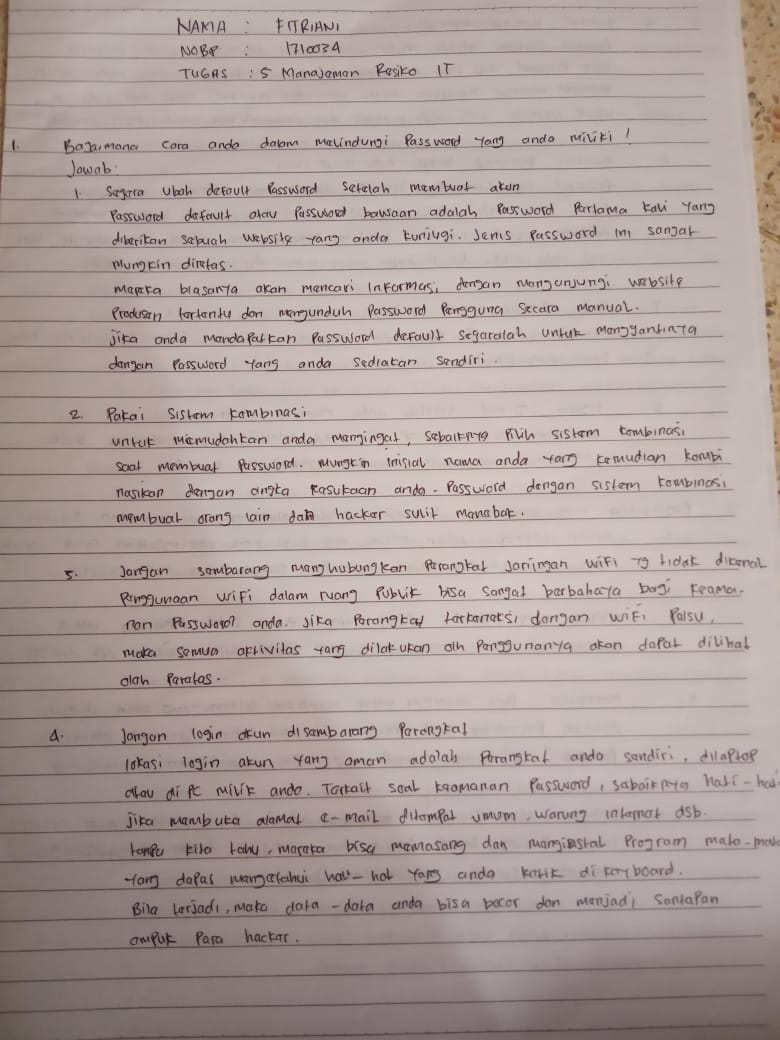 NAMA : FITRIANI
NOBP : 1710034
TUGAS : 5 Manajemen Resiko IT
1. Bagaimana cara anda dalam melindungi Password yang anda miliki !
Jawab :
1. Segera Ubah default Password Setelah membuat akun
Password default atau Password bawaan adalah Password Pertama kali yang
diberikan sebuah website yang anda kunjugi. Jenis Password ini sangat
mungkin diretas.
mereka biasanya akan mencari Informasi, dengan mengunjungi website
Produsen tertentu dan mengunduh Password Pengguna Secara manual.
jika anda mendapatkan Password default segeralah untuk menggantinya
dengan Password yang anda sediakan sendiri.
2. Pakai sistem kombinasi
untuk memudahkan anda mengingat, sebaiknya Pilih sistem kombinasi
saat membuat Password. mungkin inisial nama anda yang kemudian kombi
nasikan dengan angka kesukaan anda - Password dengan sistem kombinasi
membuat orang lain dan hacker sulit menebak.
3. Jangan sembarang menghubungkan Perangkat Jaringan WiFi yg tidak dikenal
Penggunaan WiFi dalam ruang Publik bisa sangat berbahaya bagi keama-
nan Password anda. Jika Perangkat terkoneksi dengan WiFi Palsu,
maka semua aktivitas yang dilakukan olh Penggunanya akan dapat dilihat
oleh Peretas.
4. Jangan login akun disembarang Perangkat
lokasi login akun yang aman adalah Perangkat anda sendiri, dilaptop
atau di PC milik anda. Terkait soal keamanan Password, sebaiknya hati-hati
jika membuka alamat e-mail ditempat umum, warung internet dsb.
tanpa kita tahu, mereka bisa memasang dan menginstal Program mata-mata
yang dapat mengetahui hal-hal yang anda ketik di keyboard.
Bila terjadi, maka data-data anda bisa bocor dan menjadi Santapan
empuk Para hacker.